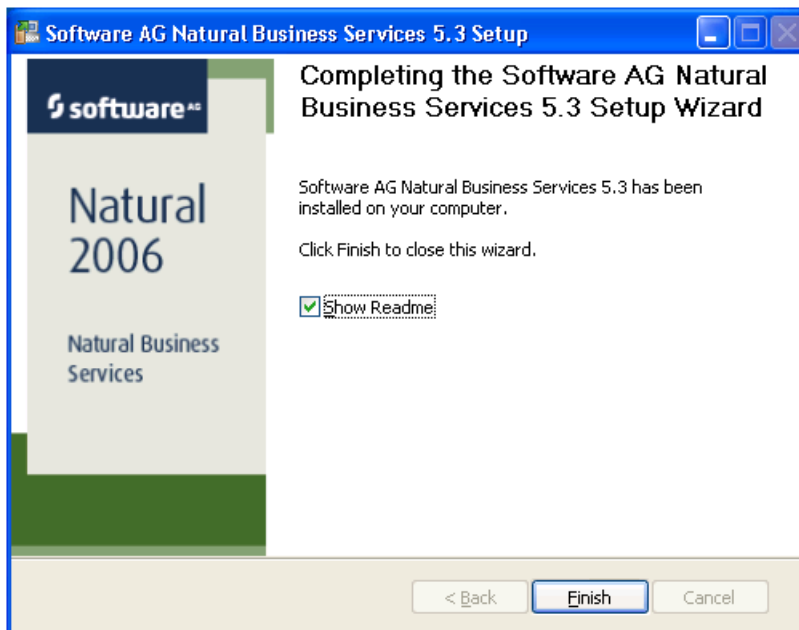 Software AG Natural Business Services 5.3 Setup
software AG
Natural
2006
Natural Business
Services
Completing the Software AG Natural
Business Services 5.3 Setup Wizard
Software AG Natural Business Services 5.3 has been
installed on your computer.
Click Finish to close this wizard.
Show Readme
< Back
Finish
Cancel